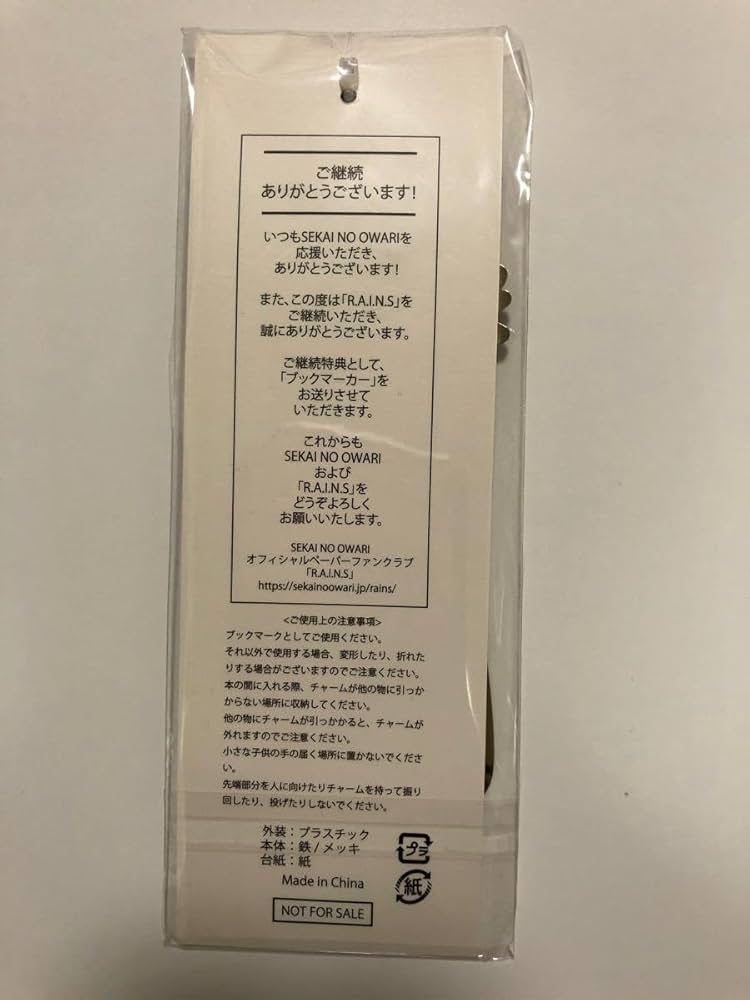 ご継続
ありがとうございます!
いつもSEKAI NO OWARIを
応援いただき、
ありがとうございます!
また、この度は「R.A.I.N.S」を
ご継続いただき、
誠にありがとうございます。
ご継続特典として、
「ブックマーカー」を
お送りさせて
いただきます。
これからも
SEKAI NO OWARI
および
「R.A.I.N.S」を
どうぞよろしく
お願いいたします。
SEKAI NO OWARI
オフィシャルペーパーファンクラブ
「R.A.I.N.S」
https://sekainoowari.jp/rains/
<ご使用上の注意事項>
ブックマークとしてご使用ください。
それ以外で使用する場合、変形したり、折れた
りする場合がございますのでご注意ください。
本の間に入れる際、チャームが他の物に引っか
からない場所に収納してください。
他の物にチャームが引っかかると、チャームが
外れますのでご注意ください。
小さな子供の手の届く場所に置かないでくださ
い。
先端部分を人に向けたりチャームを持って振り
回したり、投げたりしないでください。
外装:プラスチック
本体:鉄/メッキ
台紙:紙
プラ
紙
Made in China
NOT FOR SALE